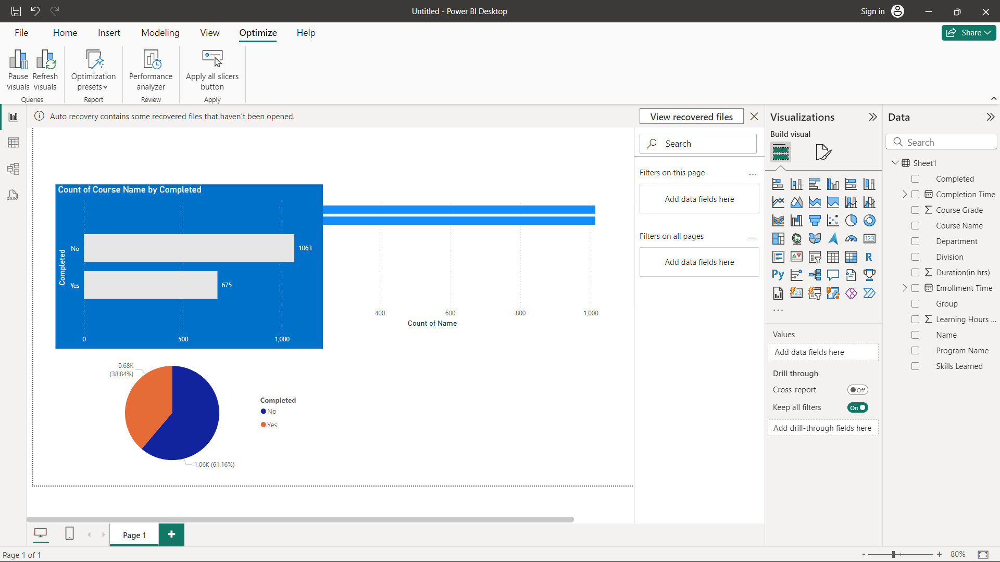 Untitled - Power BI Desktop
Sign in
File Home Insert Modeling View Optimize Help
Share
Pause visuals
Refresh visuals
Optimization presets
Performance analyzer
Apply all slicers button
Queries
Report
Review
Apply
Auto recovery contains some recovered files that haven't been opened.
View recovered files
Count of Course Name by Completed
Completed
No
1063
Yes
675
0
500
1,000
400
600
800
1,000
Count of Name
0.68K
(38.84%)
1.06K (61.16%)
Completed
No
Yes
Search
Filters on this page
...
Add data fields here
Filters on all pages
...
Add data fields here
Visualizations
Build visual
123
R
Py
123
...
Values
Add data fields here
Drill through
Cross-report
Off
Keep all filters
On
Add drill-through fields here
Data
Search
Sheet1
Completed
Completion Time
Σ Course Grade
Course Name
Department
Division
Σ Duration(in hrs)
Enrollment Time
Group
Σ Learning Hours ...
Name
Program Name
Skills Learned
DAX
Page 1
+
Page 1 of 1
- + 80%